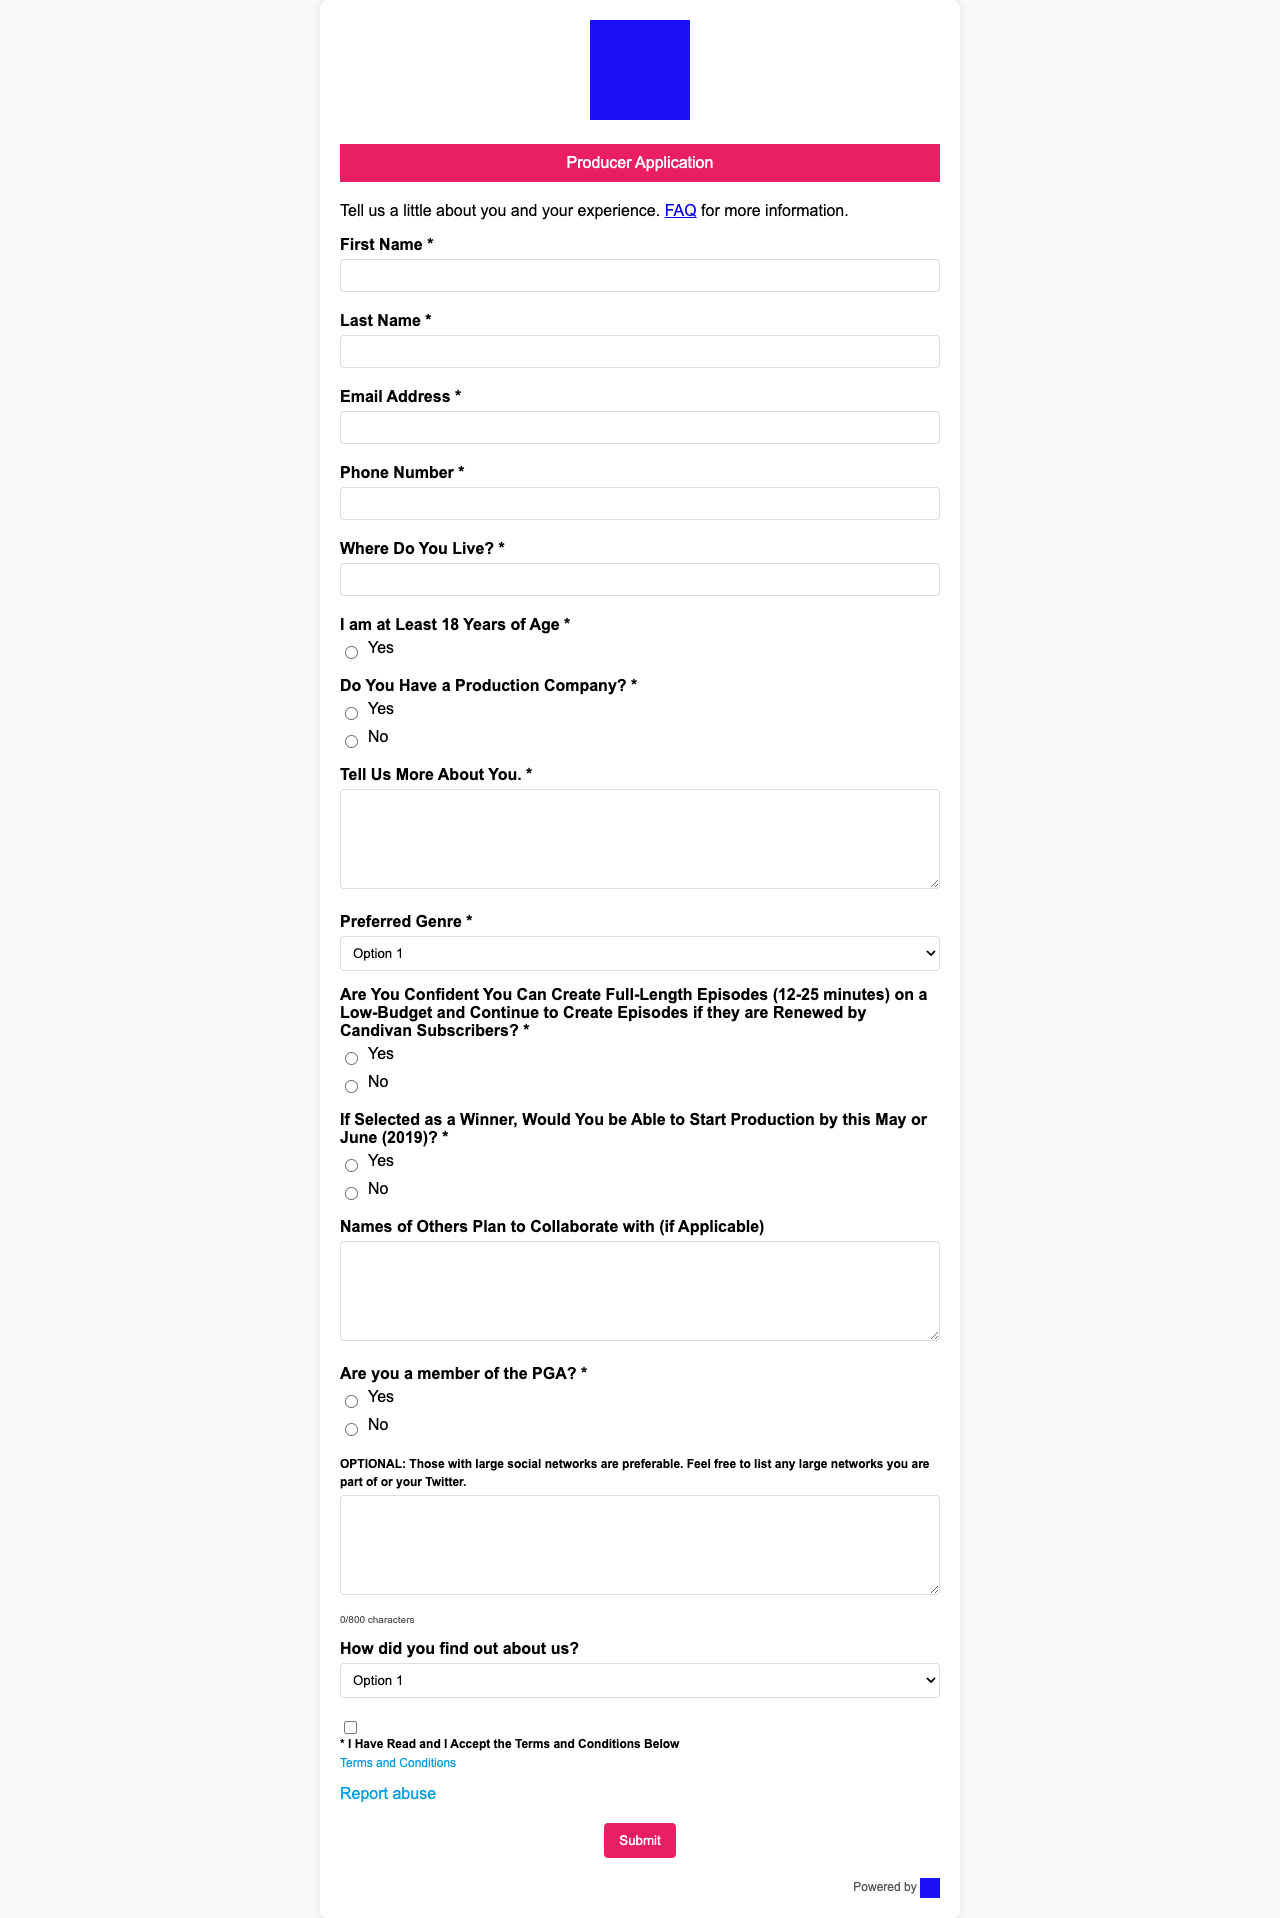 Producer Application
Tell us a little about you and your experience. FAQ for more information.
First Name *
Last Name *
Email Address *
Phone Number *
Where Do You Live? *
I am at Least 18 Years of Age *
Yes
Do You Have a Production Company? *
Yes
No
Tell Us More About You. *
Preferred Genre *
Option 1
Are You Confident You Can Create Full-Length Episodes (12-25 minutes) on a
Low-Budget and Continue to Create Episodes if they are Renewed by
Candivan Subscribers? *
Yes
No
If Selected as a Winner, Would You be Able to Start Production by this May or
June (2019)? *
Yes
No
Names of Others Plan to Collaborate with (if Applicable)
Are you a member of the PGA? *
Yes
No
OPTIONAL: Those with large social networks are preferable. Feel free to list any large networks you are
part of or your Twitter.
0/800 characters
How did you find out about us?
Option 1
* I Have Read and I Accept the Terms and Conditions Below
Terms and Conditions
Report abuse
Submit
Powered by